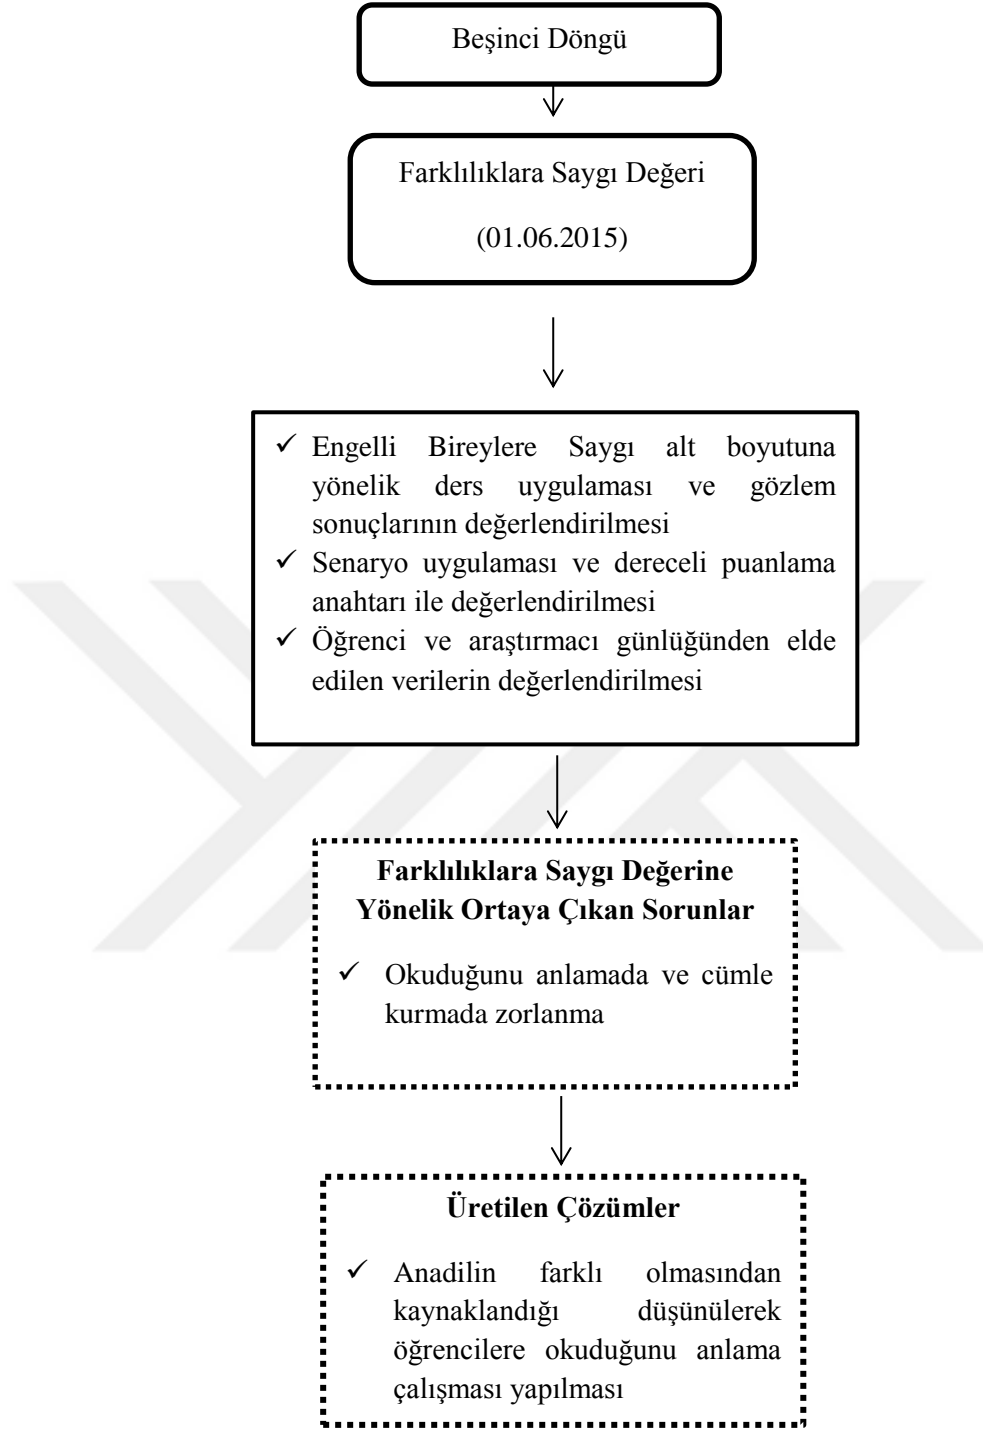 Beşinci Döngü
Farklılıklara Saygı Değeri
(01.06.2015)
✓ Engelli Bireylere Saygı alt boyutuna
yönelik ders uygulaması ve gözlem
sonuçlarının değerlendirilmesi
✓ Senaryo uygulaması ve dereceli puanlama
anahtarı ile değerlendirilmesi
✓ Öğrenci ve araştırmacı günlüğünden elde
edilen verilerin değerlendirilmesi
Farklılıklara Saygı Değerine
Yönelik Ortaya Çıkan Sorunlar
✓ Okuduğunu anlamada ve cümle
kurmada zorlanma
Üretilen Çözümler
✓ Anadilin farklı olmasından
kaynaklandığı düşünülerek
öğrencilere okuduğunu anlama
çalışması yapılması